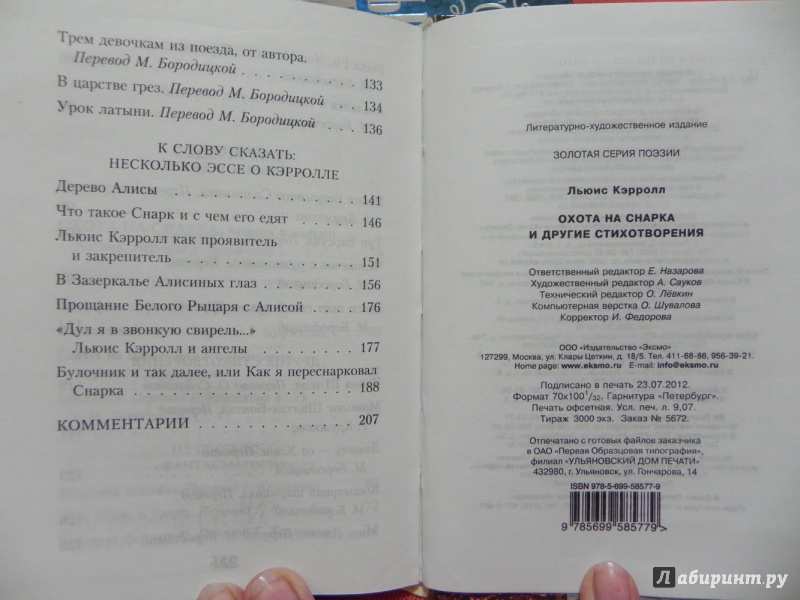 Трем девочкам из поезда, от автора.
Перевод М. Бородицкой . . . . . . . . . . . 133
В царстве грез. Перевод М. Бородицкой . . . . 134
Урок латыни. Перевод М. Бородицкой . . . . . 136
К СЛОВУ СКАЗАТЬ:
НЕСКОЛЬКО ЭССЕ О КЭРРОЛЛЕ
Дерево Алисы . . . . . . . . . . . . . . . 141
Что такое Снарк и с чем его едят . . . . . . . 146
Льюис Кэрролл как проявитель
и закрепитель . . . . . . . . . . . . . . 151
В Зазеркалье Алисиных глаз . . . . . . . . . 156
Прощание Белого Рыцаря с Алисой . . . . . . 176
«Дул я в звонкую свирель...»
Льюис Кэрролл и ангелы . . . . . . . . . . 177
Булочник и так далее, или Как я переснарковал
Снарка . . . . . . . . . . . . . . . . . 188
КОММЕНТАРИИ . . . . . . . . . . . . . . 207
Литературно-художественное издание
ЗОЛОТАЯ СЕРИЯ ПОЭЗИИ
Льюис Кэрролл
ОХОТА НА СНАРКА
И ДРУГИЕ СТИХОТВОРЕНИЯ
Ответственный редактор Е. Назарова
Художественный редактор А. Сауков
Технический редактор О. Лёвкин
Компьютерная верстка О. Шувалова
Корректор И. Федорова
ООО «Издательство «Эксмо»
127299, Москва, ул. Клары Цеткин, д. 18/5. Тел. 411-68-86, 956-39-21.
Home page: www.eksmo.ru E-mail: info@eksmo.ru
Подписано в печать 23.07.2012.
Формат 70x100 1/32. Гарнитура «Петербург».
Печать офсетная. Усл. печ. л. 9,07.
Тираж 3000 экз. Заказ № 5672.
Отпечатано с готовых файлов заказчика
в ОАО «Первая Образцовая типография»,
филиал «УЛЬЯНОВСКИЙ ДОМ ПЕЧАТИ»
432980, г. Ульяновск, ул. Гончарова, 14
ISBN 978-5-699-58577-9
9 785699 585779 >
Лабиринт.ру